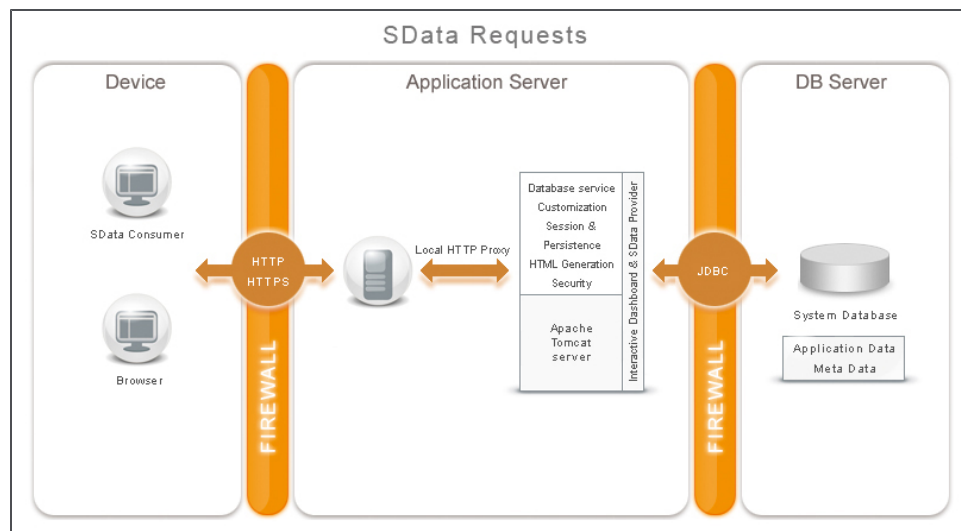 SData Requests
Device
SData Consumer
Browser
HTTP
HTTPS
FIREWALL
Application Server
Local HTTP Proxy
Database service
Customization
Session &
Persistence
HTML Generation
Security
Apache
Tomcat
server
Interactive Dashboard & SData Provider
JDBC
FIREWALL
DB Server
System Database
Application Data
Meta Data